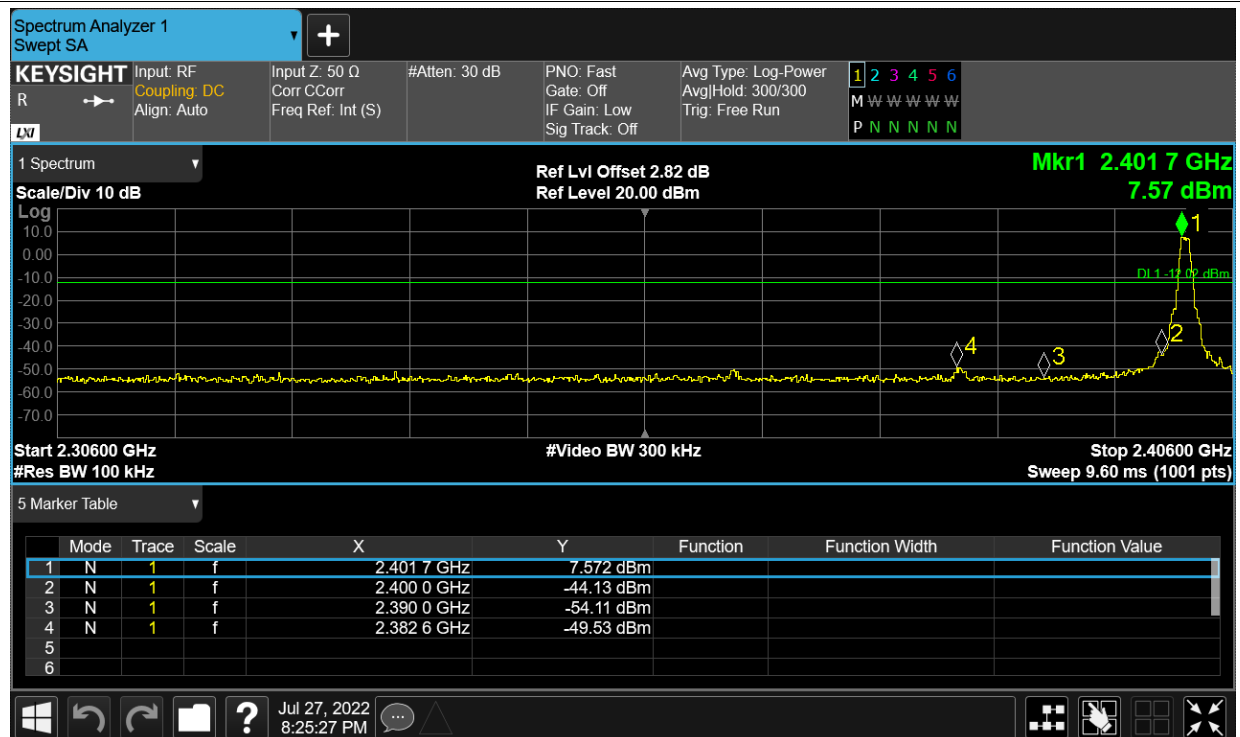 Spectrum Analyzer 1
Swept SA
+
KEYSIGHT Input: RF Input Z: 50 Ω #Atten: 30 dB PNO: Fast Avg Type: Log-Power 1 2 3 4 5 6
R Coupling: DC Corr CCorr Gate: Off Avg|Hold: 300/300 M W W W W W W
Align: Auto Freq Ref: Int (S) IF Gain: Low Trig: Free Run
LXI Sig Track: Off P N N N N N N
1 Spectrum Ref Lvl Offset 2.82 dB Mkr1 2.401 7 GHz
Scale/Div 10 dB Ref Level 20.00 dBm 7.57 dBm
Log
10.0 1
0.00
-10.0 DL1 -12.02 dBm
-20.0
-30.0
-40.0 4 3 2
-50.0
-60.0
-70.0
Start 2.30600 GHz #Video BW 300 kHz Stop 2.40600 GHz
#Res BW 100 kHz Sweep 9.60 ms (1001 pts)
5 Marker Table
Mode Trace Scale X Y Function Function Width Function Value
1 N 1 f 2.401 7 GHz 7.572 dBm
2 N 1 f 2.400 0 GHz -44.13 dBm
3 N 1 f 2.390 0 GHz -54.11 dBm
4 N 1 f 2.382 6 GHz -49.53 dBm
5
6
? Jul 27, 2022
8:25:27 PM